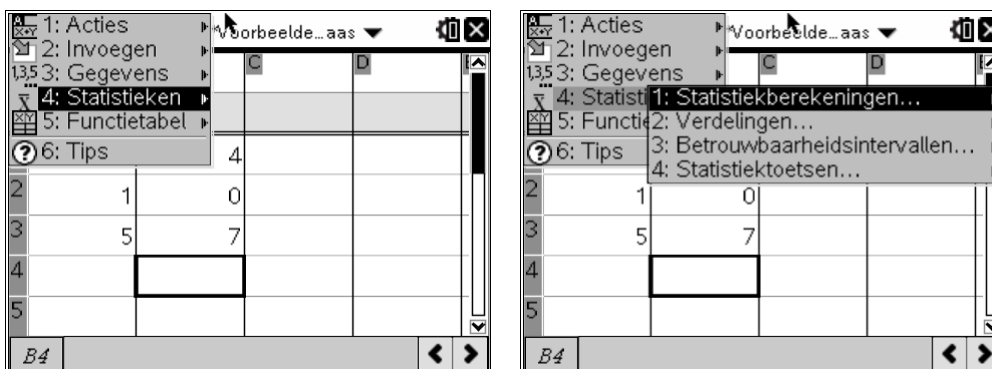 1: Acties
*Voorbeelde…aas
2: Invoegen
3: Gegevens
C D
4: Statistieken
5: Functietabel
6: Tips 4
2 1 0
3 5 7
4
5
B4
1: Acties
*Voorbeelde…aas
2: Invoegen
3: Gegevens
C D
4: Statisti
1: Statistiekberekeningen...
5: Functie
2: Verdelingen...
6: Tips
3: Betrouwbaarheidsintervallen...
4: Statistiektoetsen...
2 1 0
3 5 7
4
5
B4